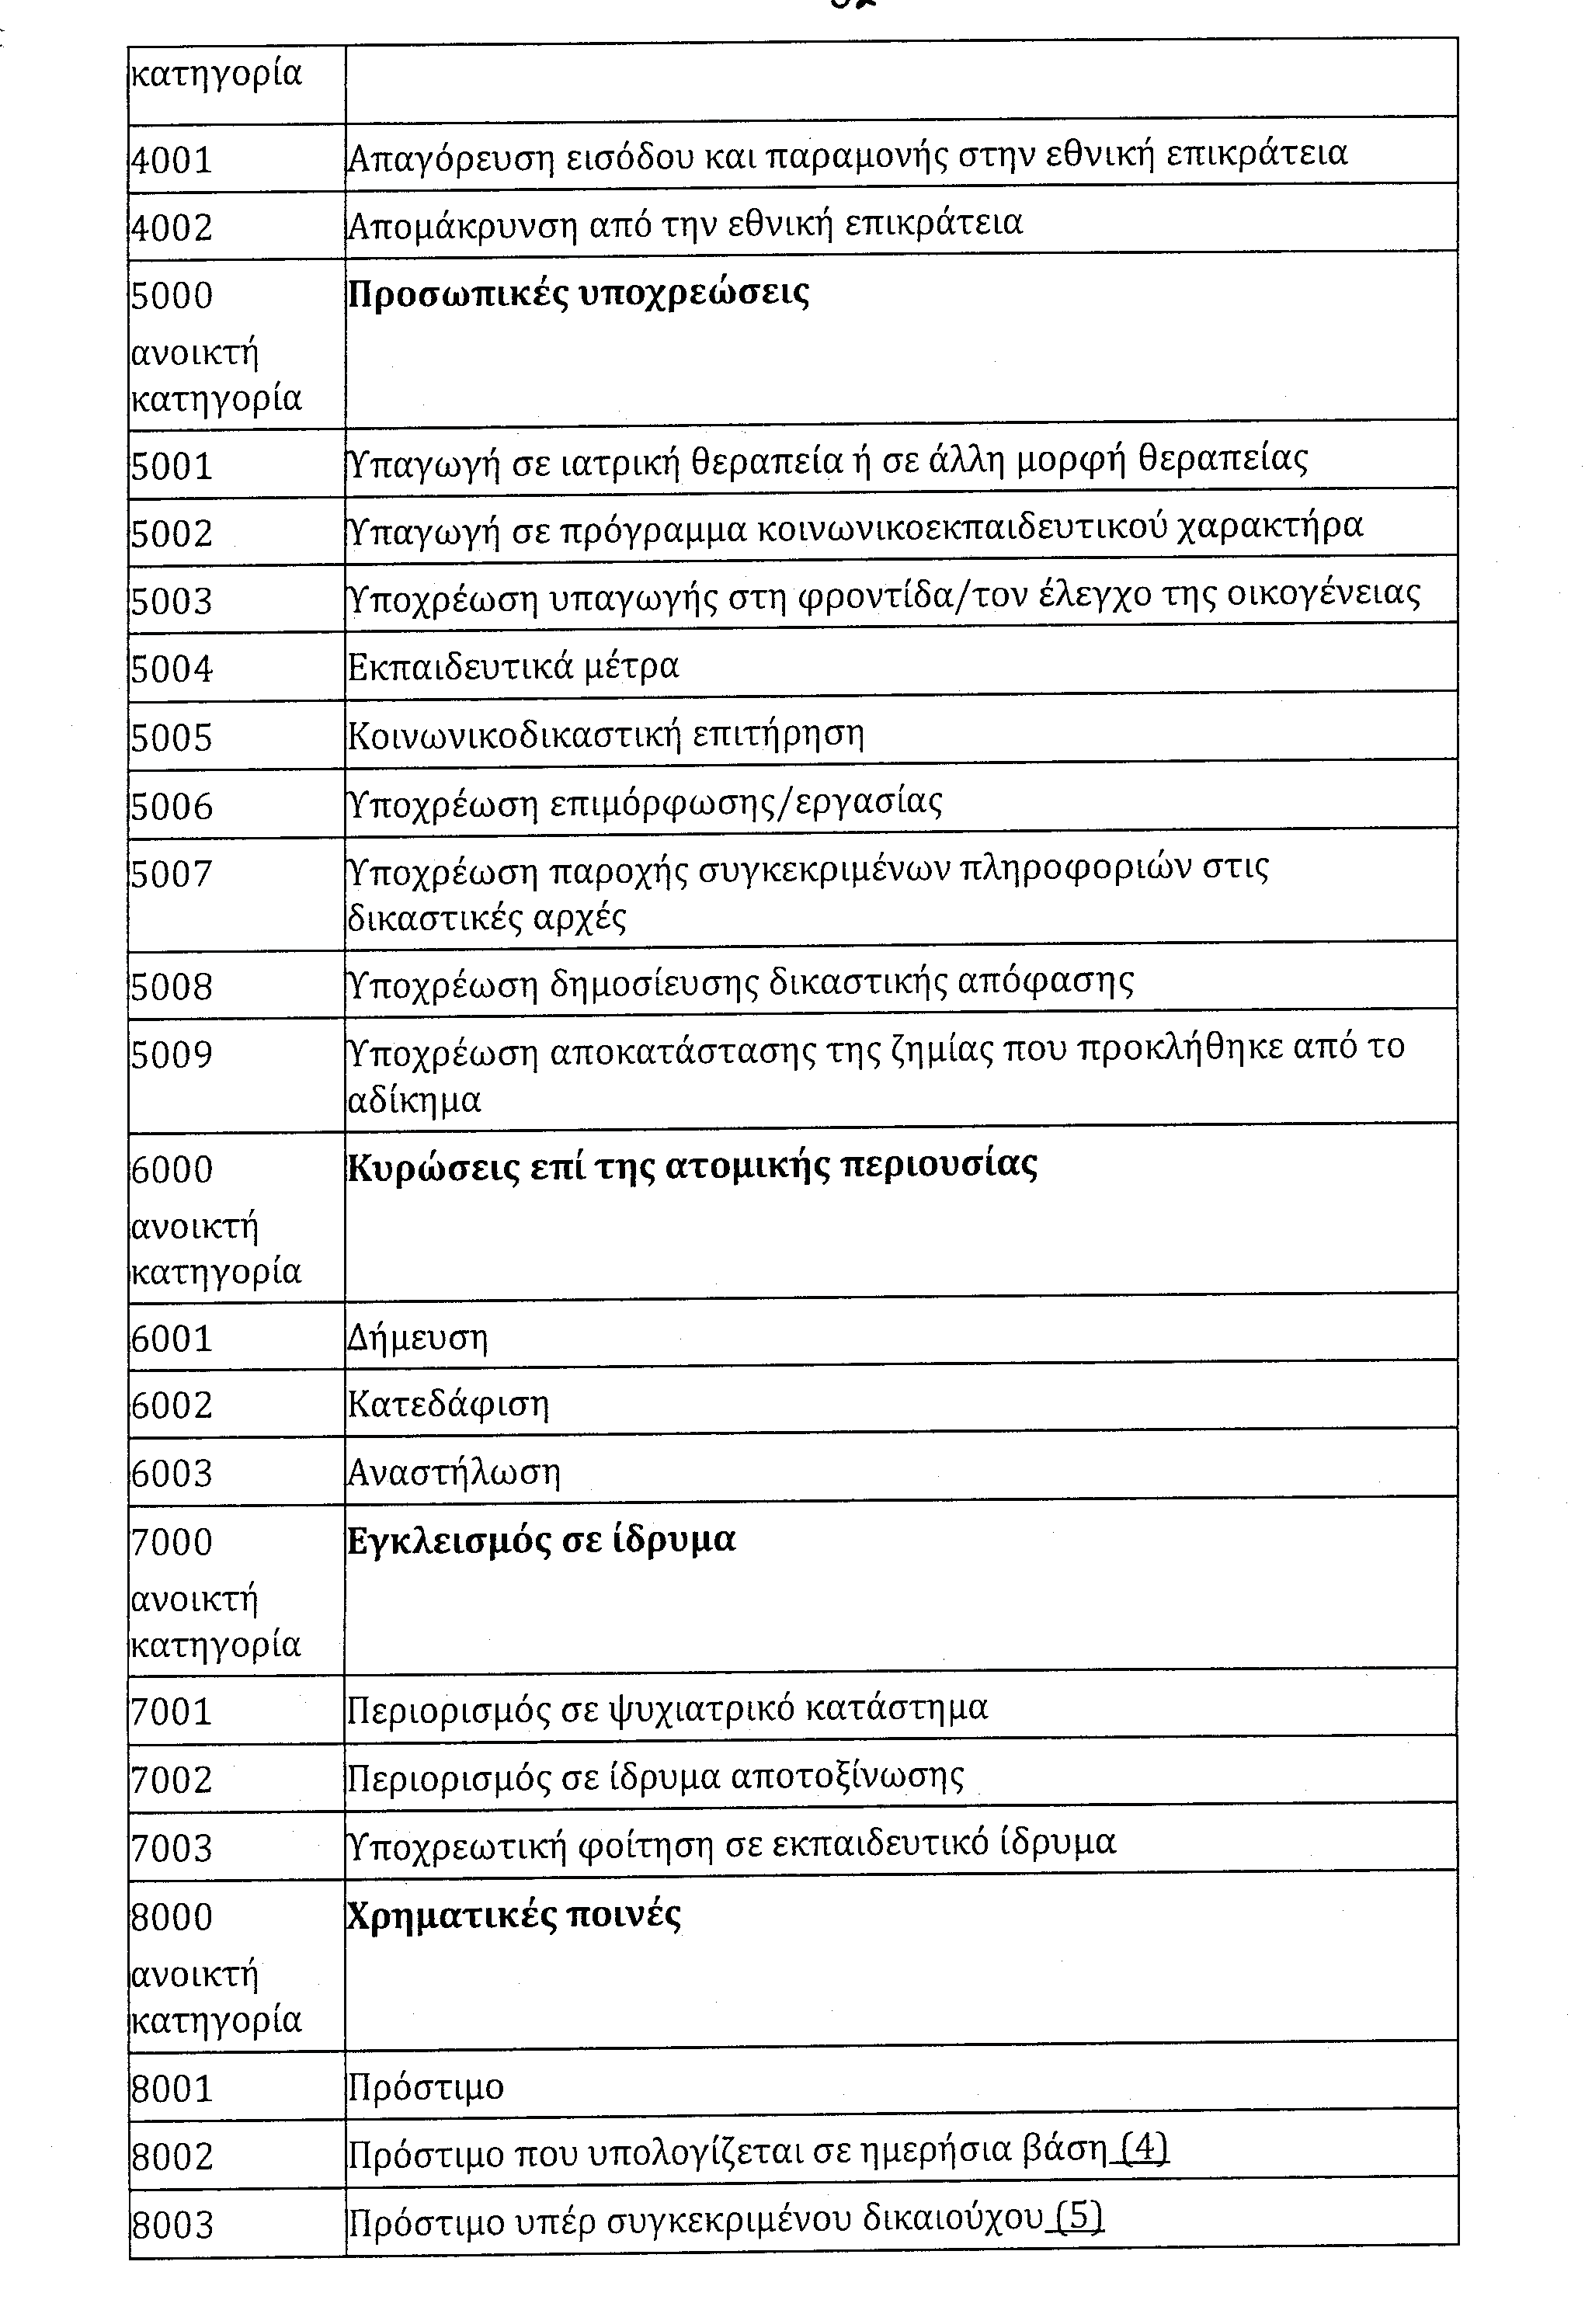 κατηγορία
4001 Απαγόρευση εισόδου και παραμονής στην εθνική επικράτεια
4002 Απομάκρυνση από την εθνική επικράτεια
5000 Προσωπικές υποχρεώσεις
ανοικτή
κατηγορία
5001 Υπαγωγή σε ιατρική θεραπεία ή σε άλλη μορφή θεραπείας
5002 Υπαγωγή σε πρόγραμμα κοινωνικοεκπαιδευτικού χαρακτήρα
5003 Υποχρέωση υπαγωγής στη φροντίδα/τον έλεγχο της οικογένειας
5004 Εκπαιδευτικά μέτρα
5005 Κοινωνικοδικαστική επιτήρηση
5006 Υποχρέωση επιμόρφωσης/εργασίας
5007 Υποχρέωση παροχής συγκεκριμένων πληροφοριών στις
δικαστικές αρχές
5008 Υποχρέωση δημοσίευσης δικαστικής απόφασης
5009 Υποχρέωση αποκατάστασης της ζημίας που προκλήθηκε από το
αδίκημα
6000 Κυρώσεις επί της ατομικής περιουσίας
ανοικτή
κατηγορία
6001 Δήμευση
6002 Κατεδάφιση
6003 Αναστήλωση
7000 Εγκλεισμός σε ίδρυμα
ανοικτή
κατηγορία
7001 Περιορισμός σε ψυχιατρικό κατάστημα
7002 Περιορισμός σε ίδρυμα αποτοξίνωσης
7003 Υποχρεωτική φοίτηση σε εκπαιδευτικό ίδρυμα
8000 Χρηματικές ποινές
ανοικτή
κατηγορία
8001 Πρόστιμο
8002 Πρόστιμο που υπολογίζεται σε ημερήσια βάση (4)
8003 Πρόστιμο υπέρ συγκεκριμένου δικαιούχου (5)